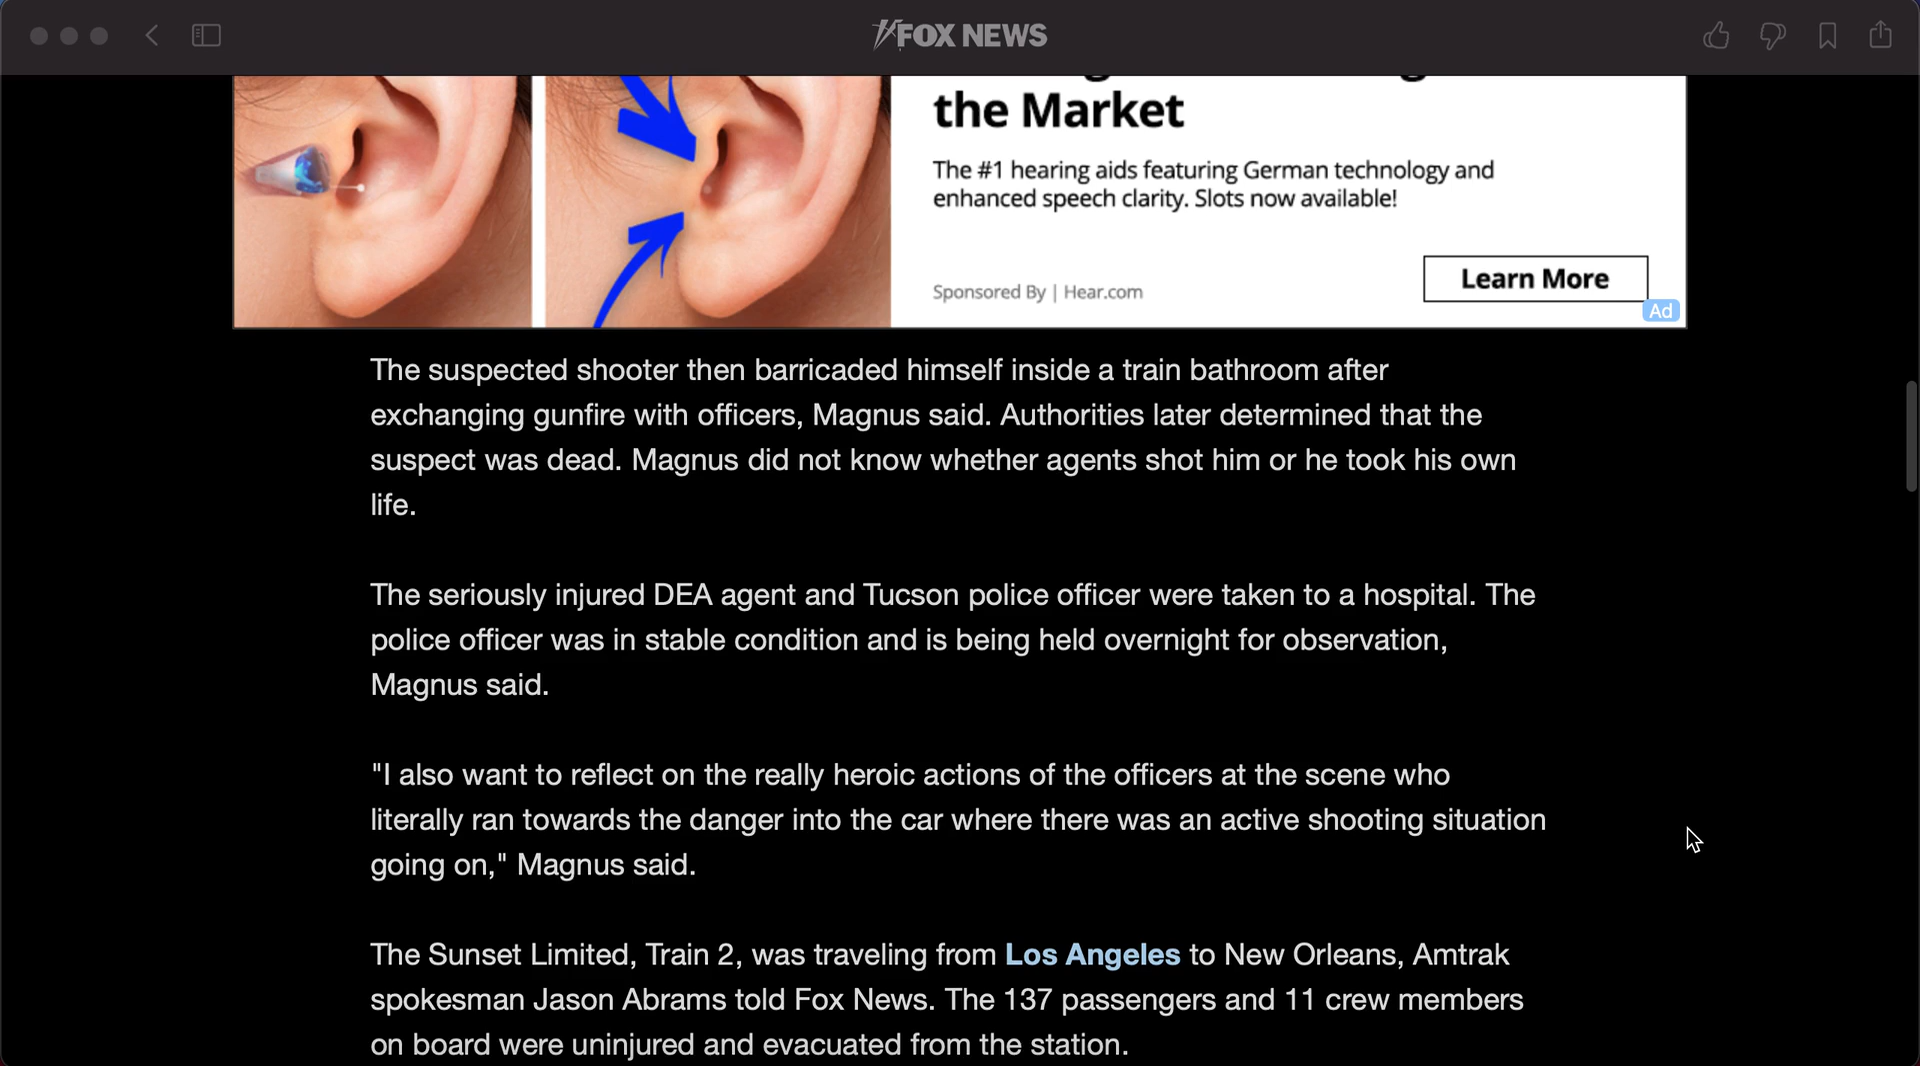 FOX NEWS
the Market
The #1 hearing aids featuring German technology and
enhanced speech clarity. Slots now available!
Sponsored By | Hear.com
Learn More
Ad
The suspected shooter then barricaded himself inside a train bathroom after
exchanging gunfire with officers, Magnus said. Authorities later determined that the
suspect was dead. Magnus did not know whether agents shot him or he took his own
life.
The seriously injured DEA agent and Tucson police officer were taken to a hospital. The
police officer was in stable condition and is being held overnight for observation,
Magnus said.
"I also want to reflect on the really heroic actions of the officers at the scene who
literally ran towards the danger into the car where there was an active shooting situation
going on," Magnus said.
The Sunset Limited, Train 2, was traveling from Los Angeles to New Orleans, Amtrak
spokesman Jason Abrams told Fox News. The 137 passengers and 11 crew members
on board were uninjured and evacuated from the station.